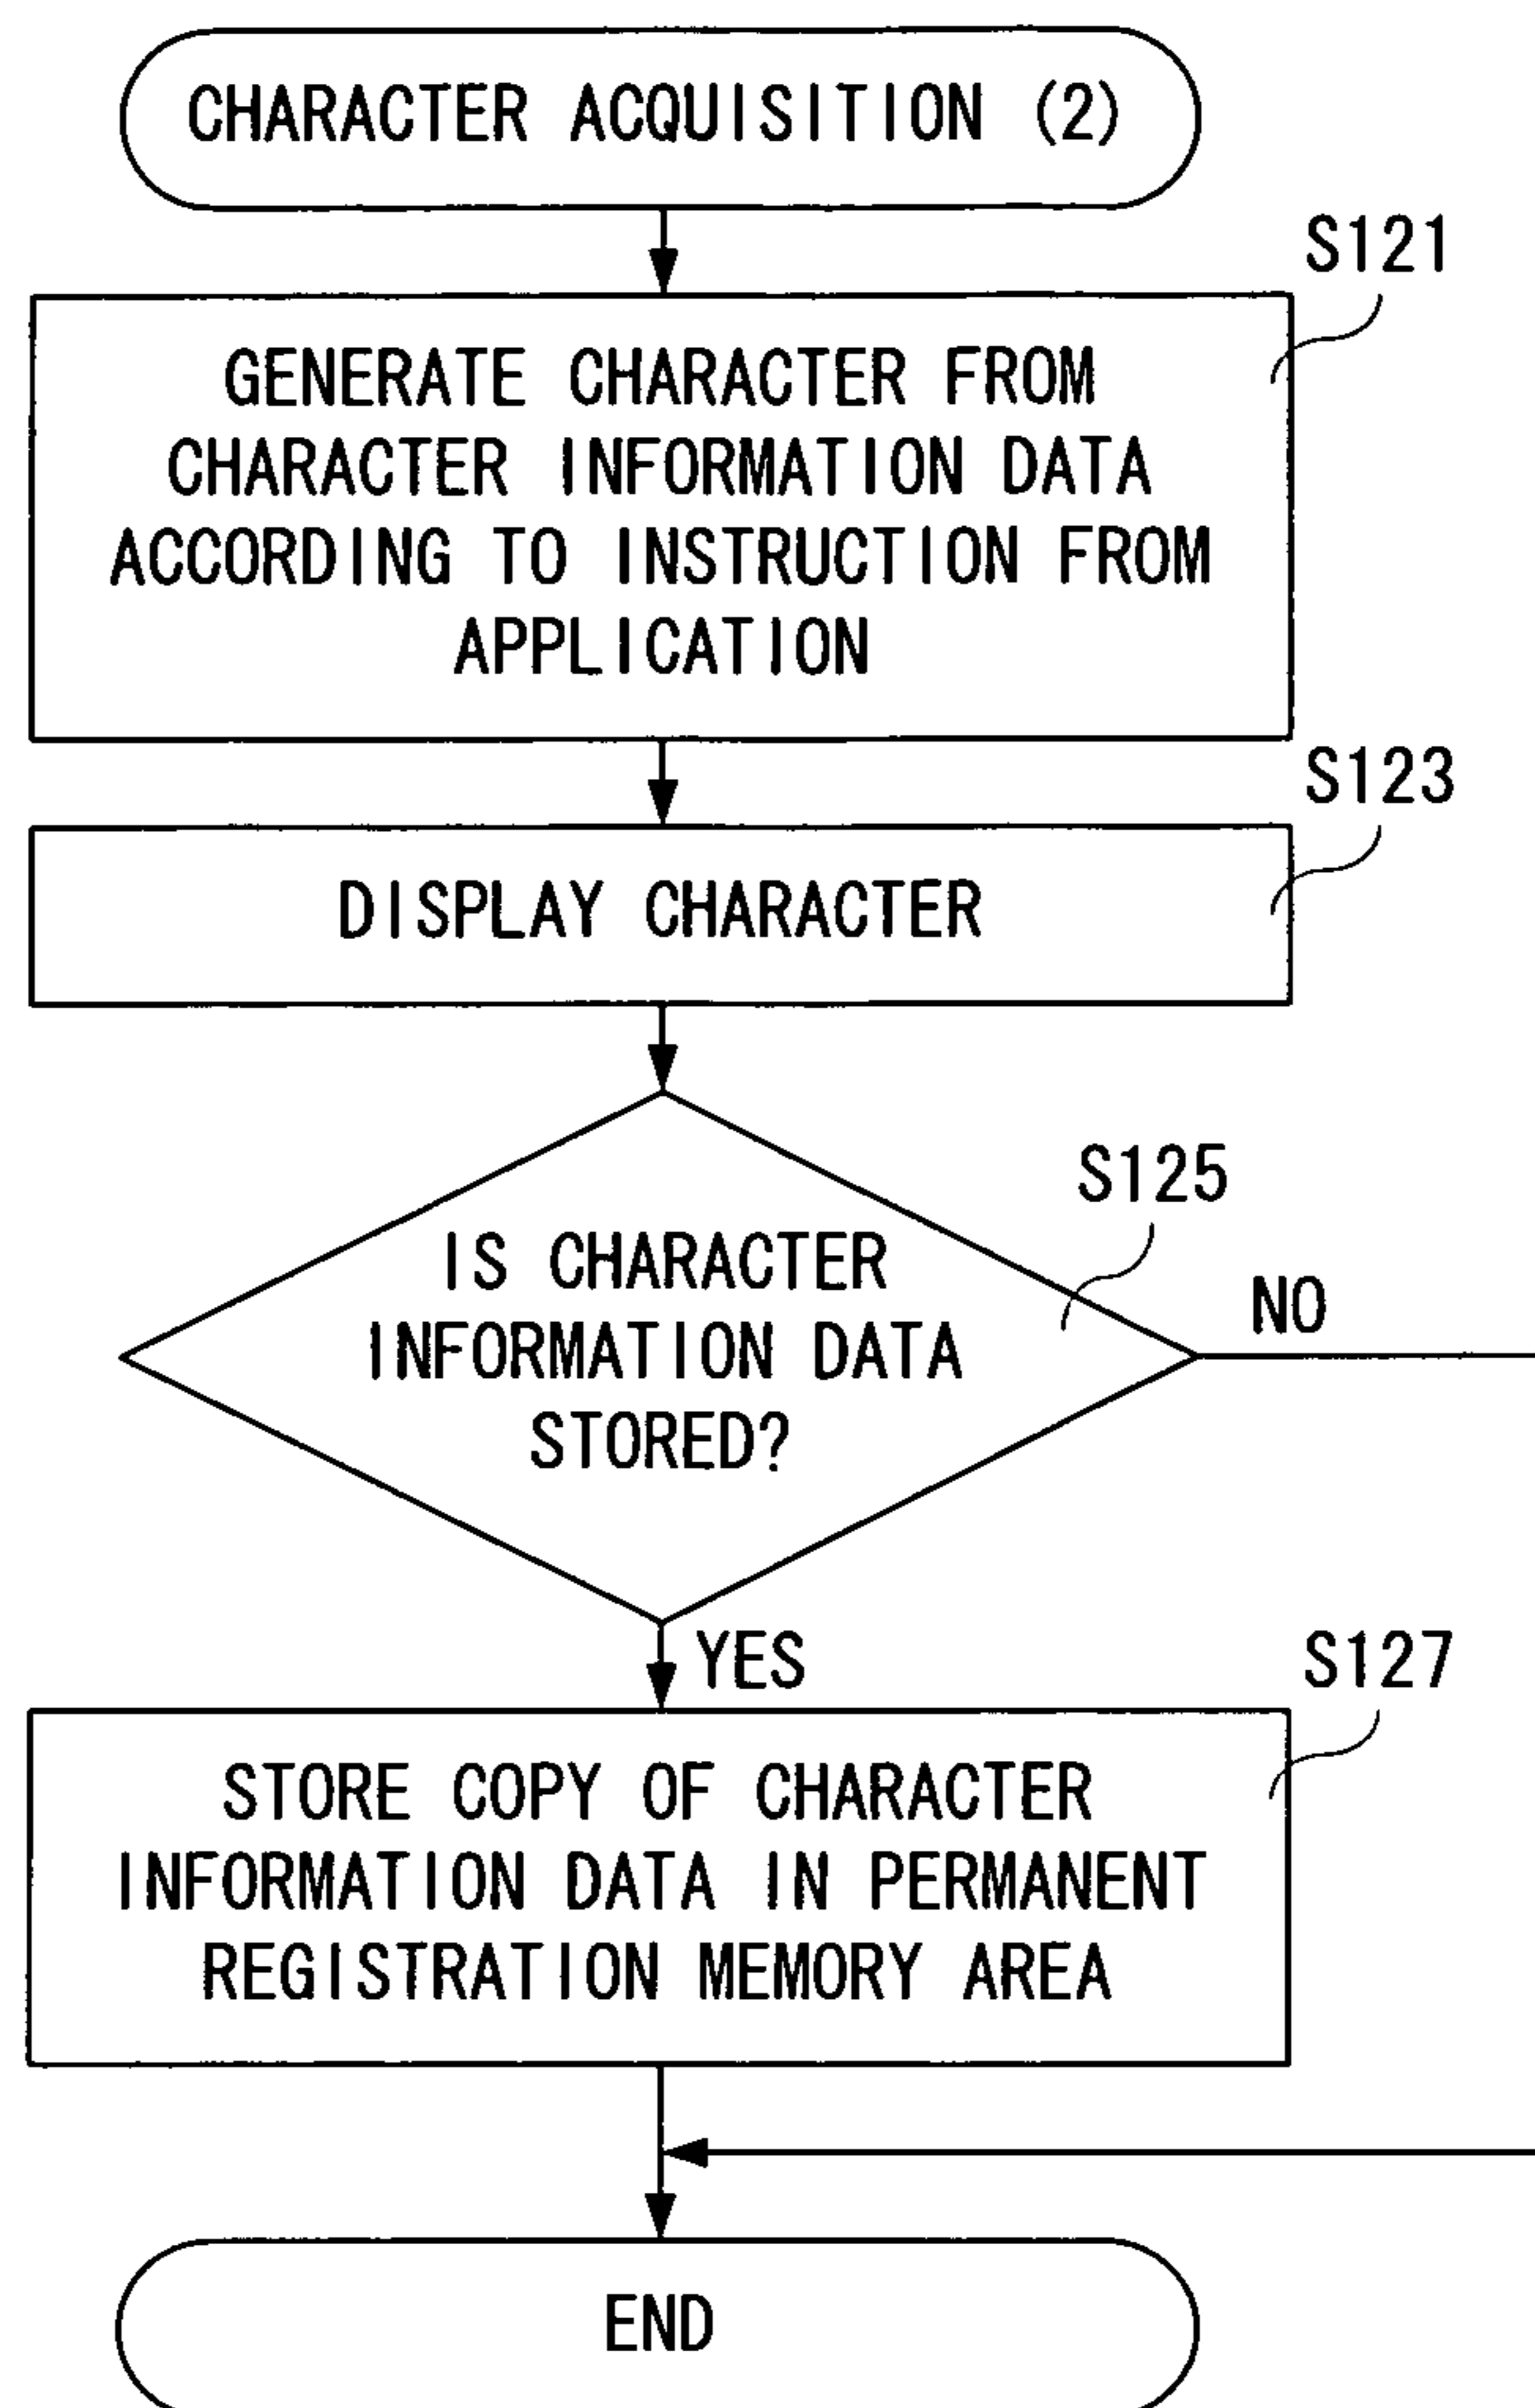 CHARACTER ACQUISITION (2)
S121
GENERATE CHARACTER FROM
CHARACTER INFORMATION DATA
ACCORDING TO INSTRUCTION FROM
APPLICATION
S123
DISPLAY CHARACTER
S125
IS CHARACTER
INFORMATION DATA
STORED?
NO
YES
S127
STORE COPY OF CHARACTER
INFORMATION DATA IN PERMANENT
REGISTRATION MEMORY AREA
END